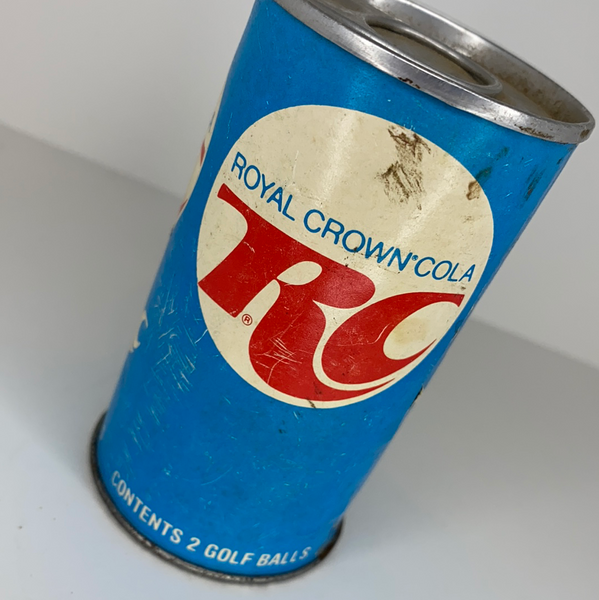 ROYAL CROWN® COLA
RC®
CONTENTS 2 GOLF BALLS